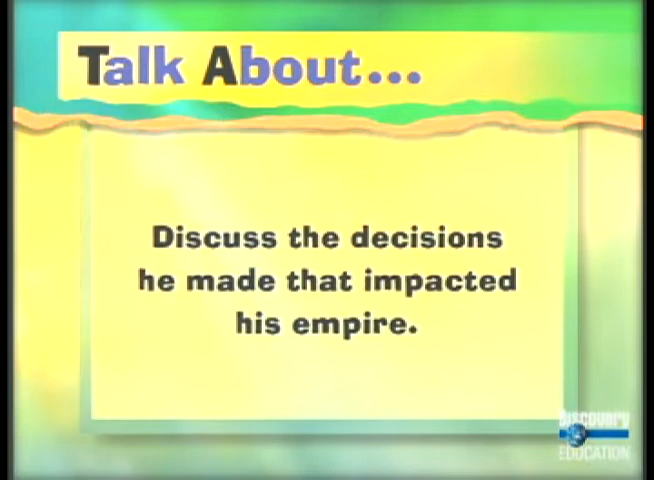 Talk About...
Discuss the decisions
he made that impacted
his empire.
Discovery
EDUCATION